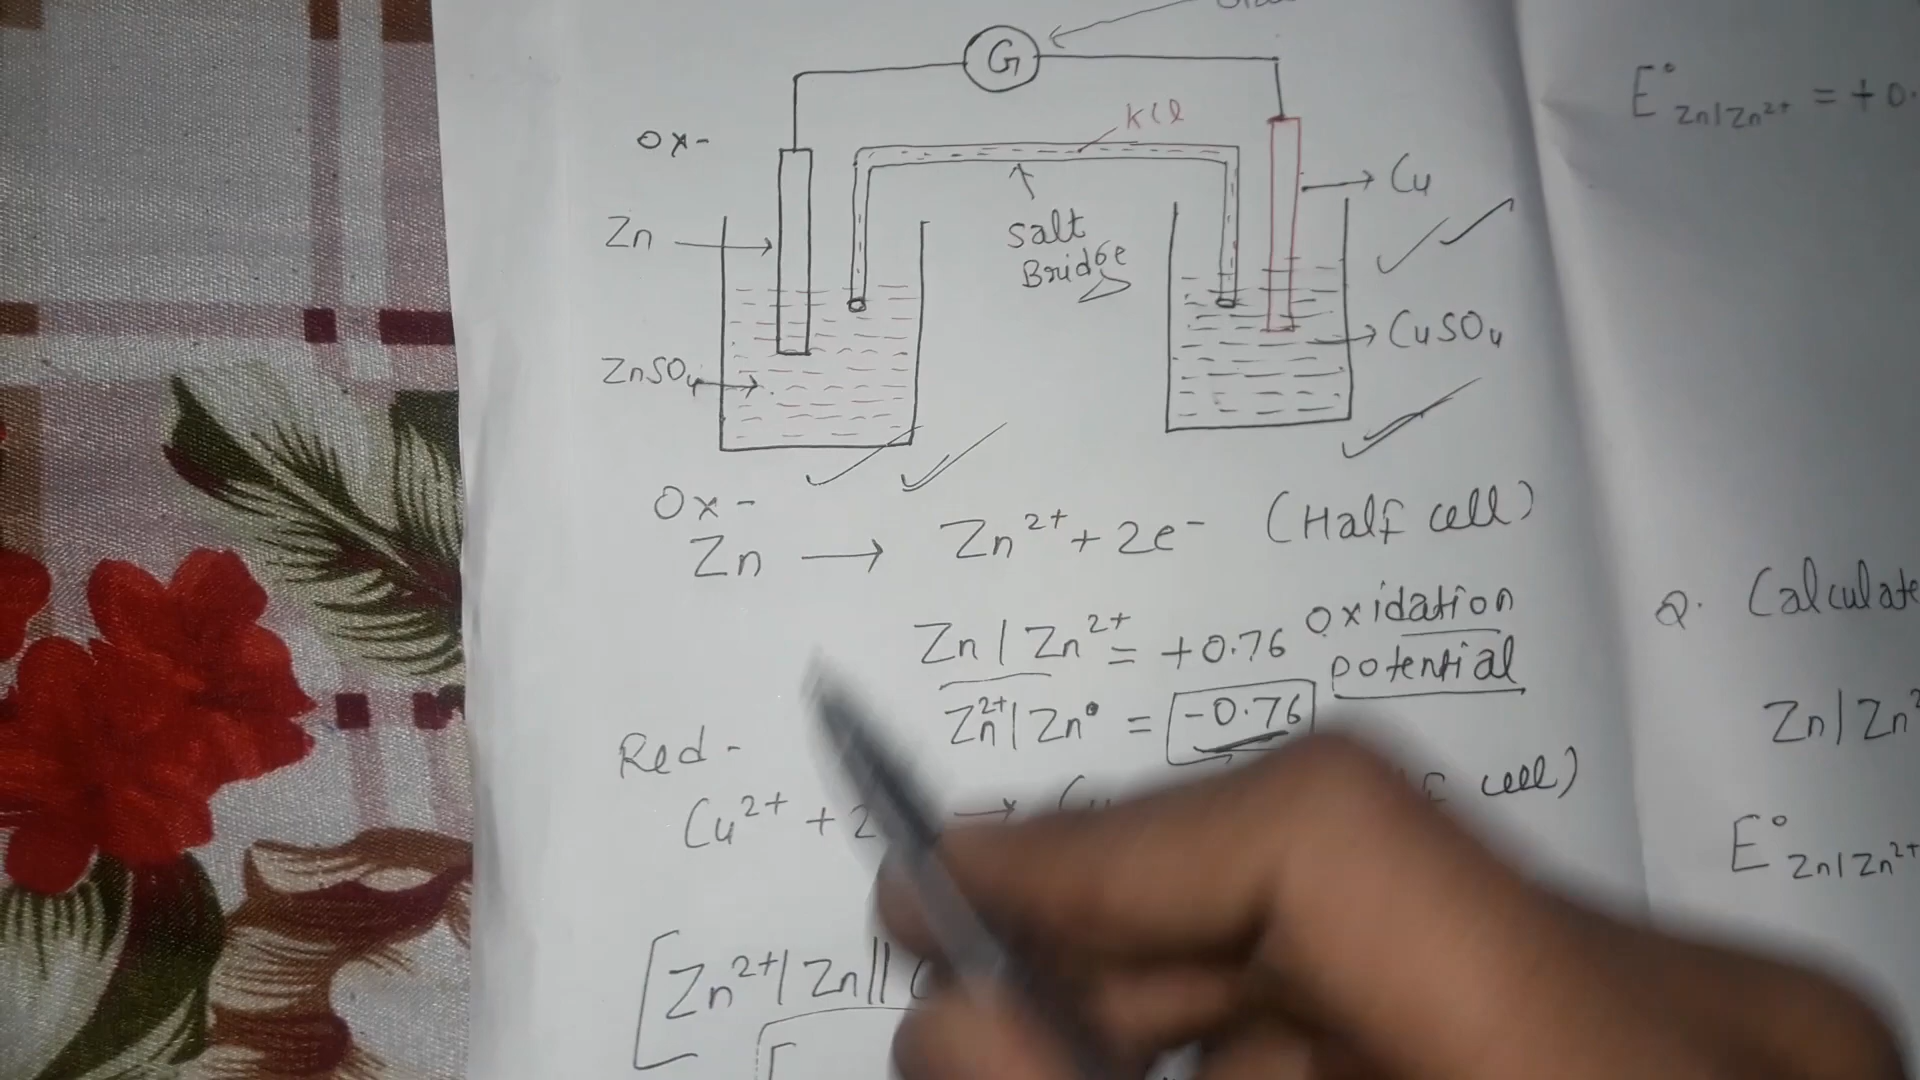 G
E° Zn/Zn²⁺ = +0.
Ox-
KCl
Zn
Cu
Salt
Bridge
ZnSO₄
CuSO₄
Ox-
Zn → Zn²⁺ + 2e⁻ (Half cell)
Zn / Zn²⁺ = +0.76 oxidation
potential
Zn²⁺ | Zn° = -0.76
Red-
Cu²⁺ + 2 → cell)
[Zn²⁺ | Zn ||
Q. Calculate
Zn | Zn²
E° Zn | Zn²⁺